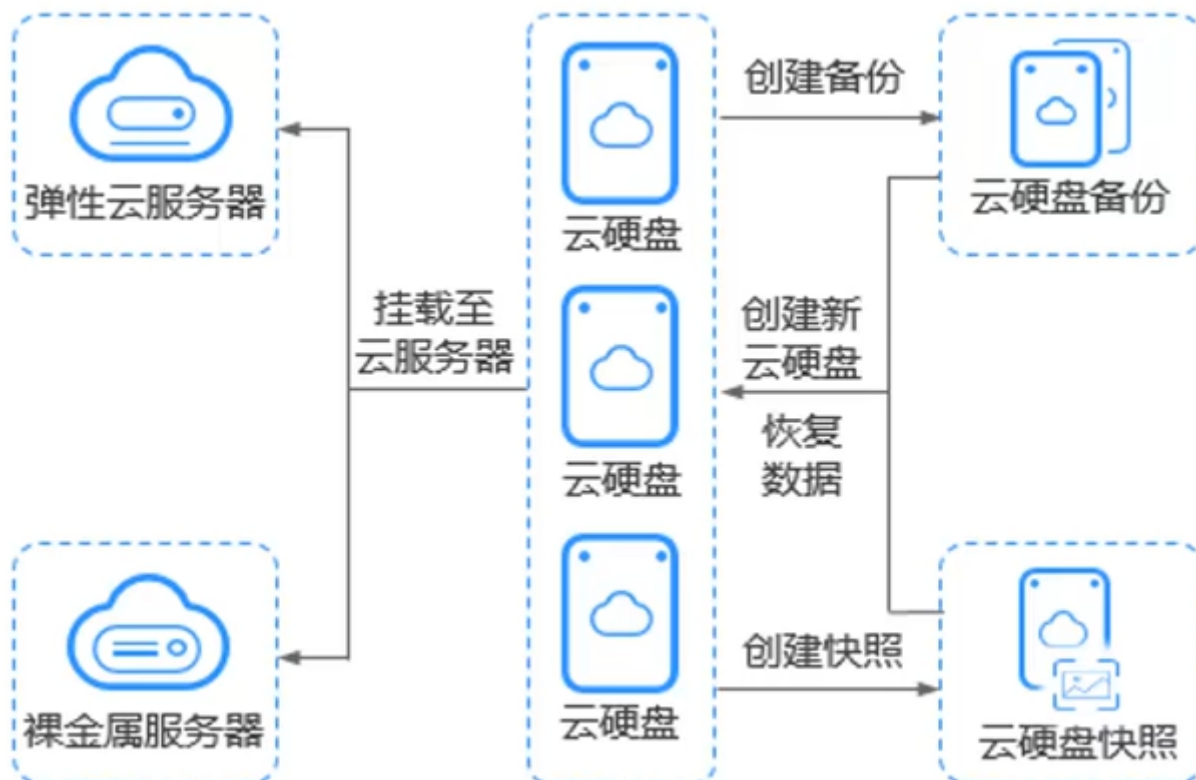 创建备份
弹性云服务器
云硬盘
云硬盘备份
挂载至
云服务器
创建新
云硬盘
恢复
数据
云硬盘
创建快照
裸金属服务器
云硬盘
云硬盘快照